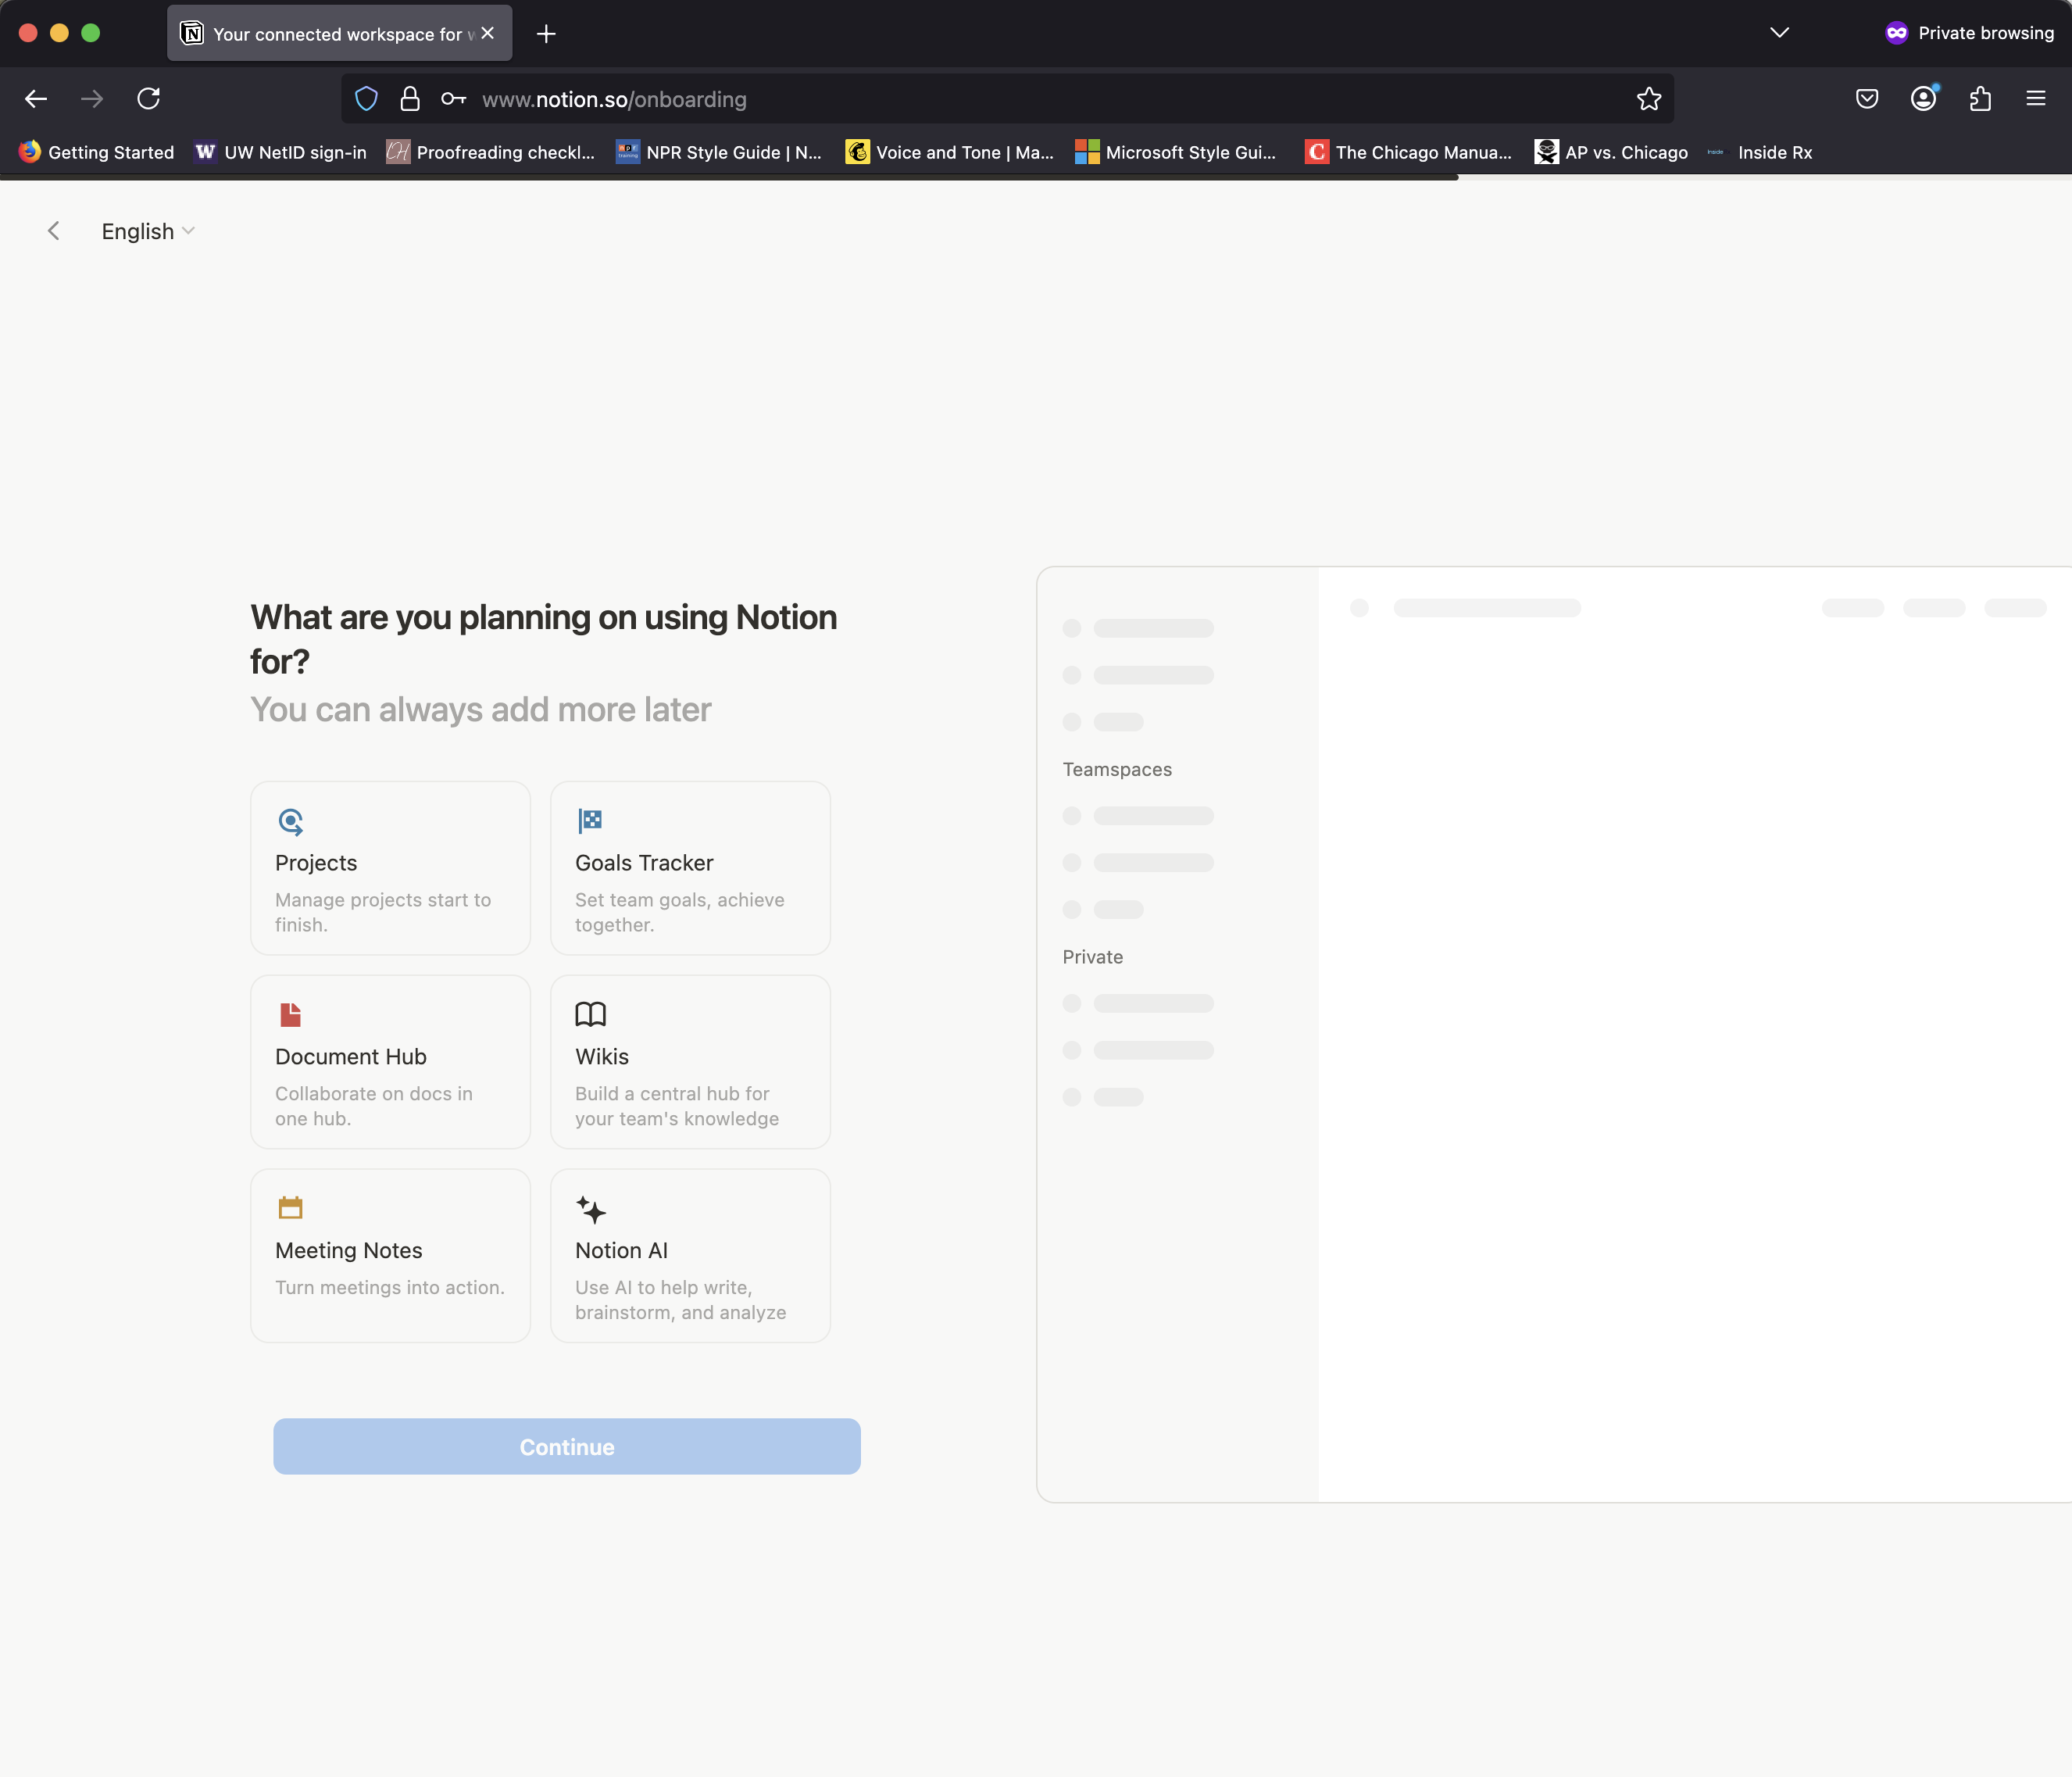 Your connected workspace for w
Private browsing
www.notion.so/onboarding
Getting Started
UW NetID sign-in
Proofreading checkl...
NPR Style Guide | N...
Voice and Tone | Ma...
Microsoft Style Gui...
The Chicago Manua...
AP vs. Chicago
Inside Rx
English
What are you planning on using Notion
for?
You can always add more later
Projects
Manage projects start to
finish.
Goals Tracker
Set team goals, achieve
together.
Document Hub
Collaborate on docs in
one hub.
Wikis
Build a central hub for
your team's knowledge
Meeting Notes
Turn meetings into action.
Notion AI
Use AI to help write,
brainstorm, and analyze
Continue
Teamspaces
Private